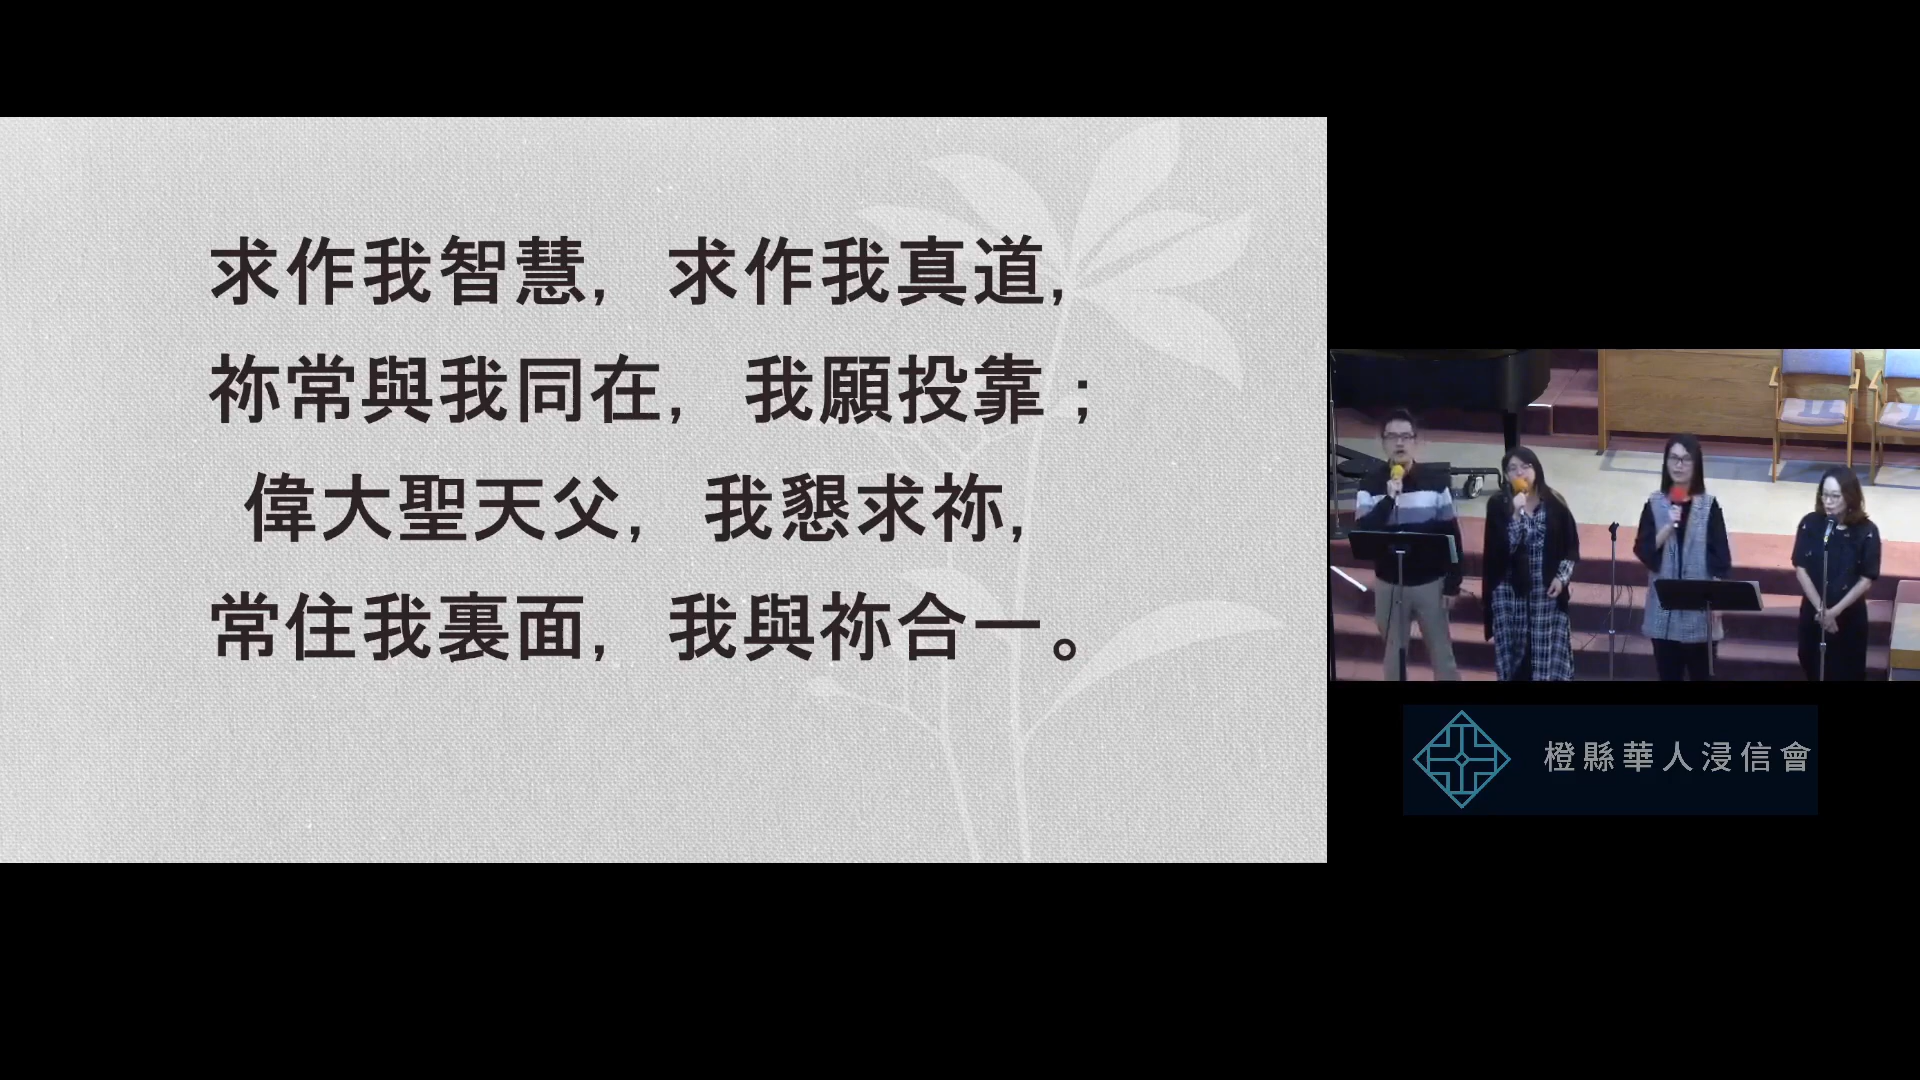 求作我智慧, 求作我真道,
祢常與我同在, 我願投靠；
偉大聖天父, 我懇求祢,
常住我裏面, 我與祢合一。
橙縣華人浸信會